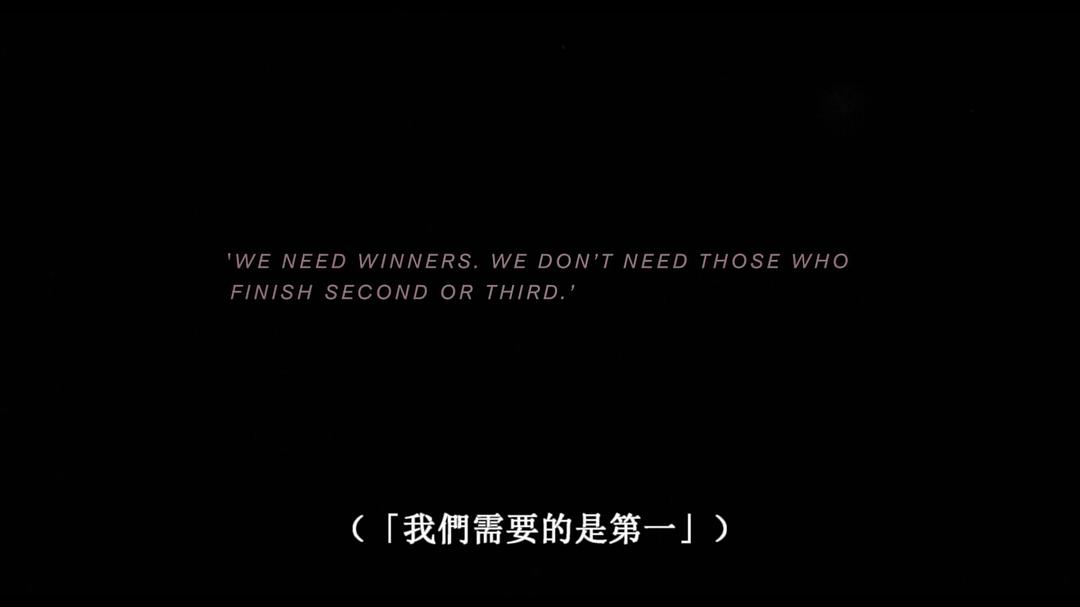 'WE NEED WINNERS. WE DON’T NEED THOSE WHO
FINISH SECOND OR THIRD.’
（「我們需要的是第一」）